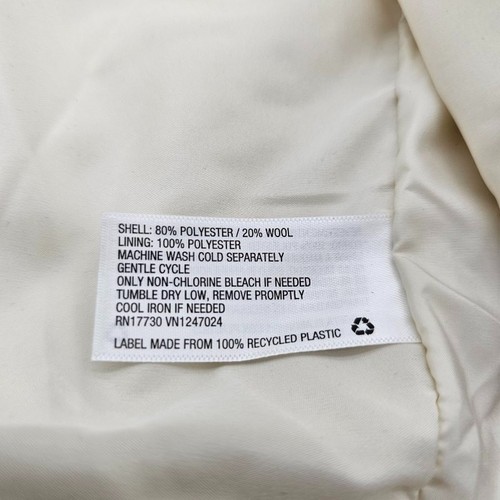 SHELL: 80% POLYESTER / 20% WOOL
LINING: 100% POLYESTER
MACHINE WASH COLD SEPARATELY
GENTLE CYCLE
ONLY NON-CHLORINE BLEACH IF NEEDED
TUMBLE DRY LOW, REMOVE PROMPTLY
COOL IRON IF NEEDED
RN17730 VN1247024
LABEL MADE FROM 100% RECYCLED PLASTIC